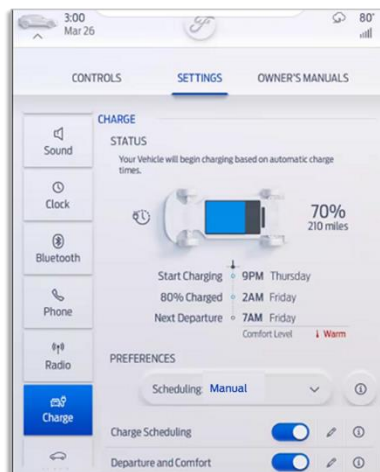 3:00
Mar 26
80°
CONTROLS
SETTINGS
OWNER'S MANUALS
CHARGE
STATUS
Your Vehicle will begin charging based on automatic charge
times.
70%
210 miles
Start Charging 9PM Thursday
80% Charged 2AM Friday
Next Departure 7AM Friday
Comfort Level Warm
PREFERENCES
Scheduling: Manual
Charge Scheduling
Departure and Comfort
Sound
Clock
Bluetooth
Phone
Radio
Charge